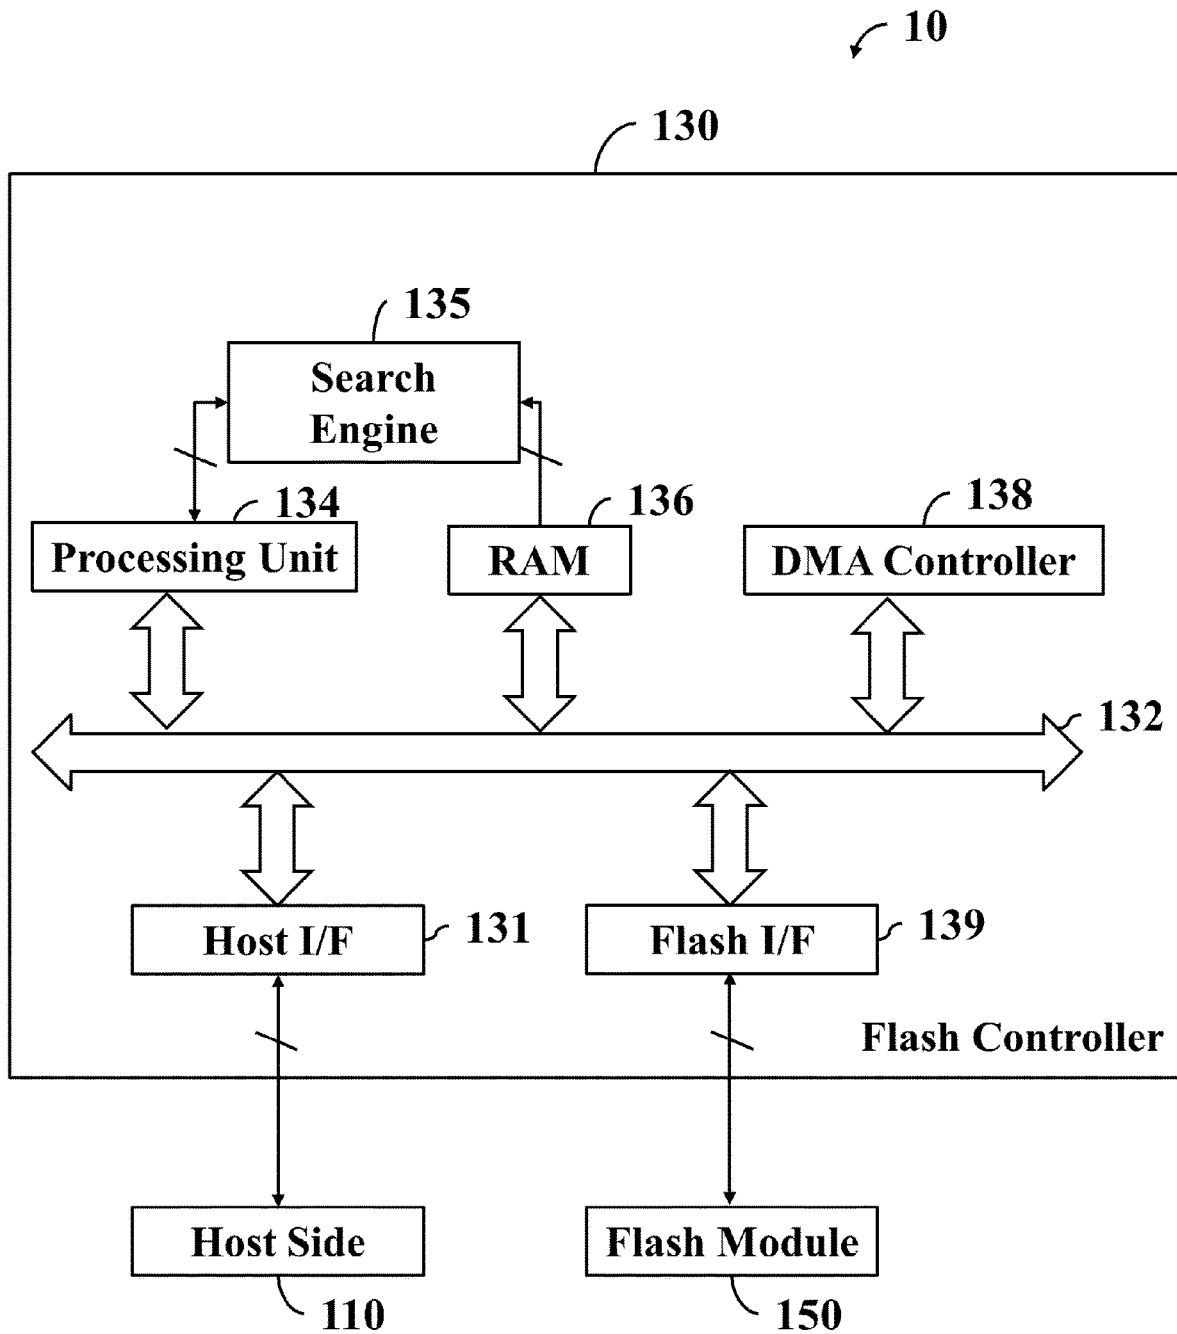 10
130
135
Search
Engine
134
136
138
Processing Unit
RAM
DMA Controller
132
Host I/F
131
Flash I/F
139
Flash Controller
Host Side
Flash Module
110
150